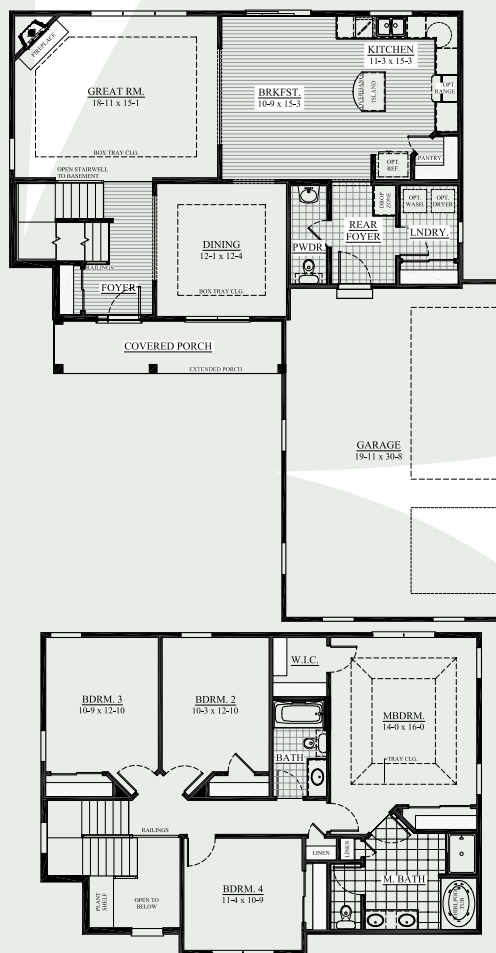 FIREPLACE
GREAT RM.
18-11 x 15-1
BOX TRAY CLG.
KITCHEN
11-3 x 15-3
BRKFST.
10-9 x 15-3
OVERHANG
ISLAND
OPT.
RANGE
PANTRY
OPT.
REF.
OPEN STAIRWELL
TO BASEMENT
RAILINGS
FOYER
DINING
12-1 x 12-4
BOX TRAY CLG.
PWDR.
REAR
FOYER
DROP
ZONE
OPT.
WASH
OPT.
DRYER
LNDRY.
COVERED PORCH
EXTENDED PORCH
GARAGE
19-11 x 30-8
BDRM. 3
10-9 x 12-10
BDRM. 2
10-3 x 12-10
W.I.C.
BATH
MBDRM.
14-0 x 16-0
TRAY CLG.
RAILINGS
LINEN
LINEN
PLANT
SHELF
OPEN TO
BELOW
BDRM. 4
11-4 x 10-9
M. BATH
WHIRLPOOL
TUB